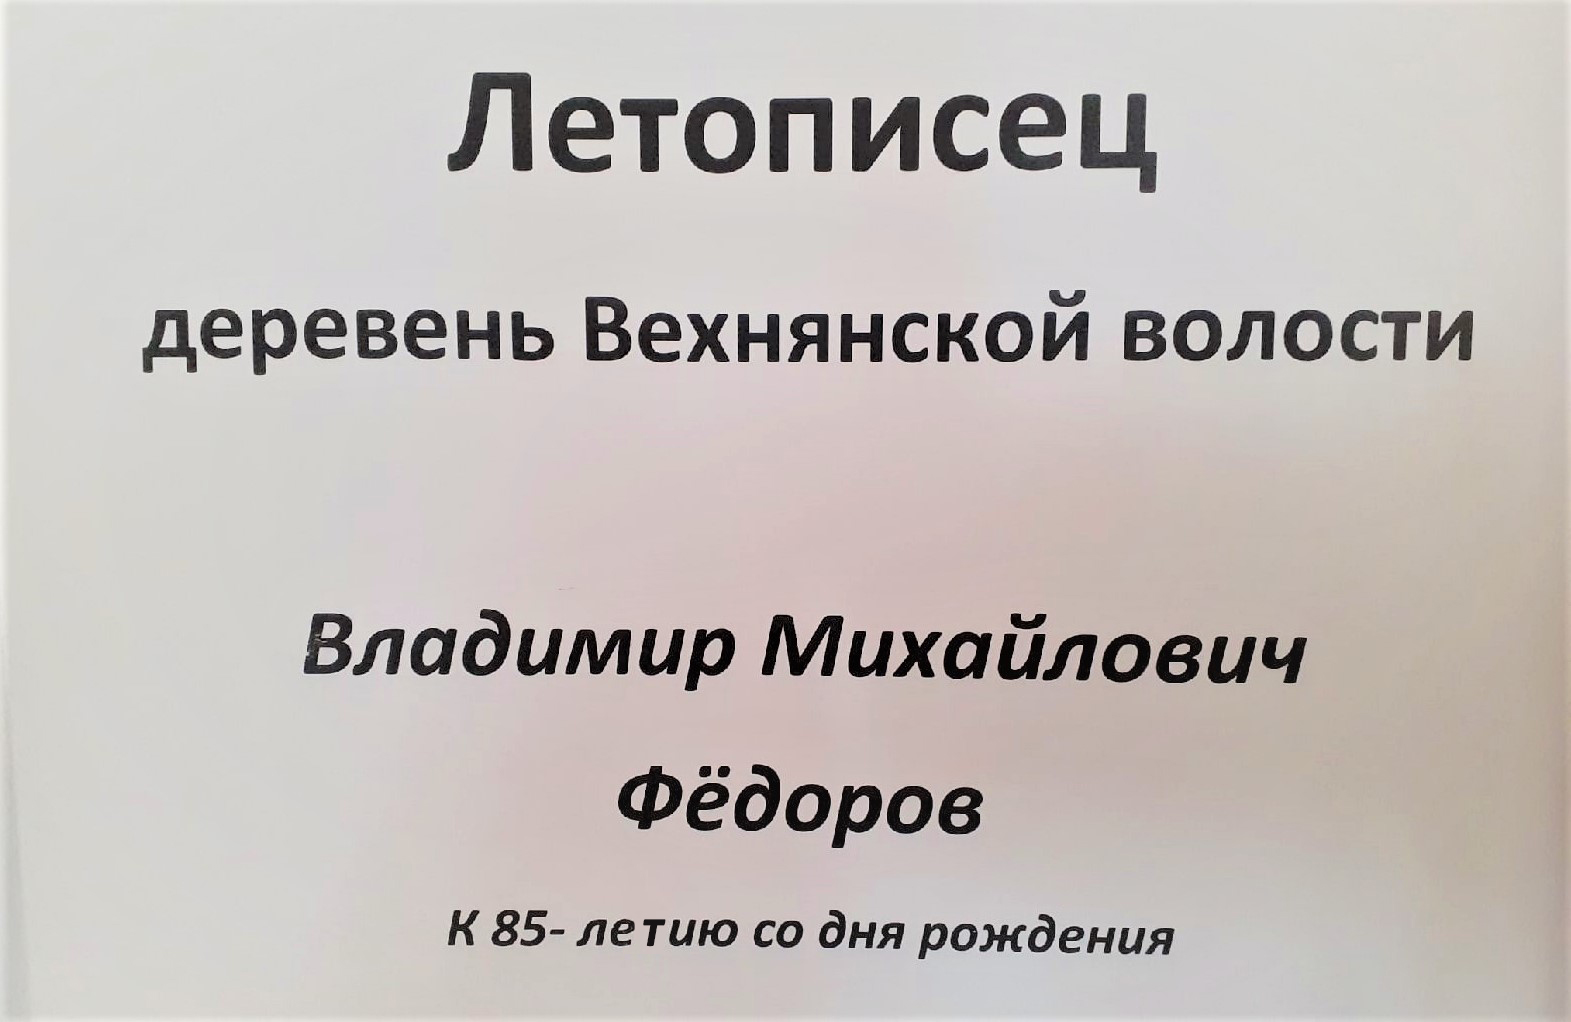 Летописец
деревень Вехнянской волости
Владимир Михайлович
Фёдоров
К 85- летию со дня рождения